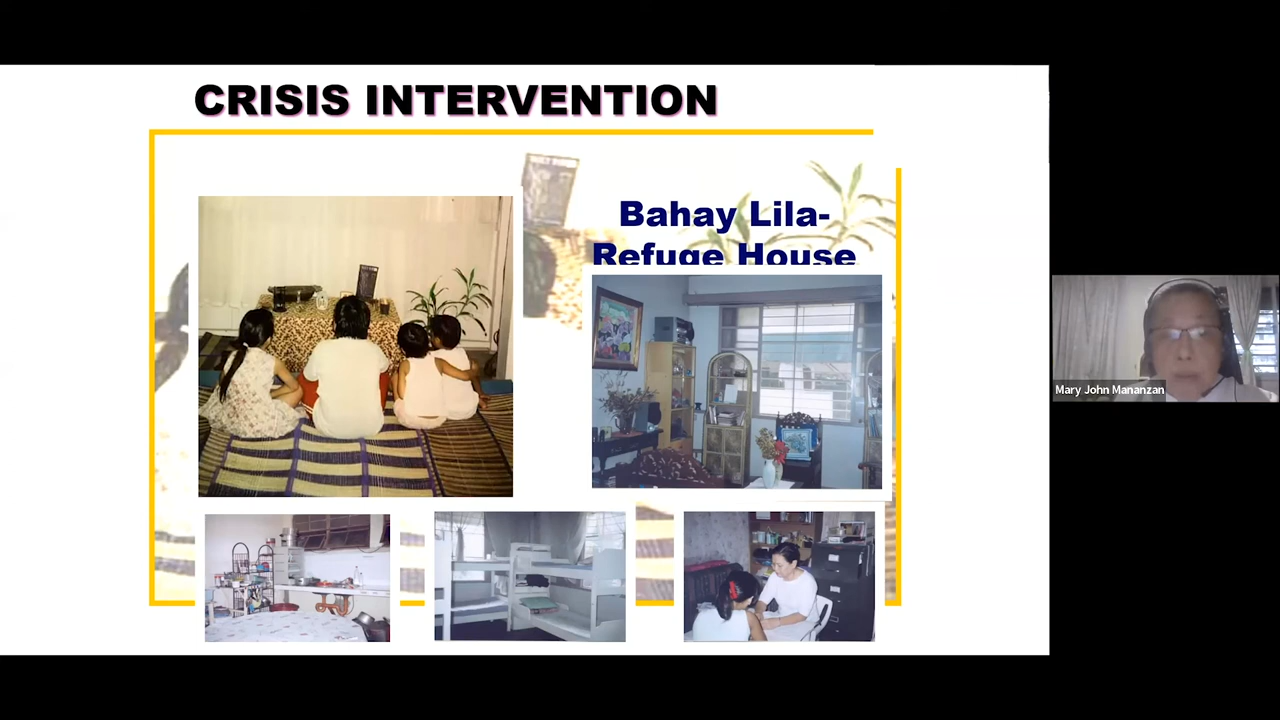 CRISIS INTERVENTION
Bahay Lila-
Refuge House
Mary John Mananzan